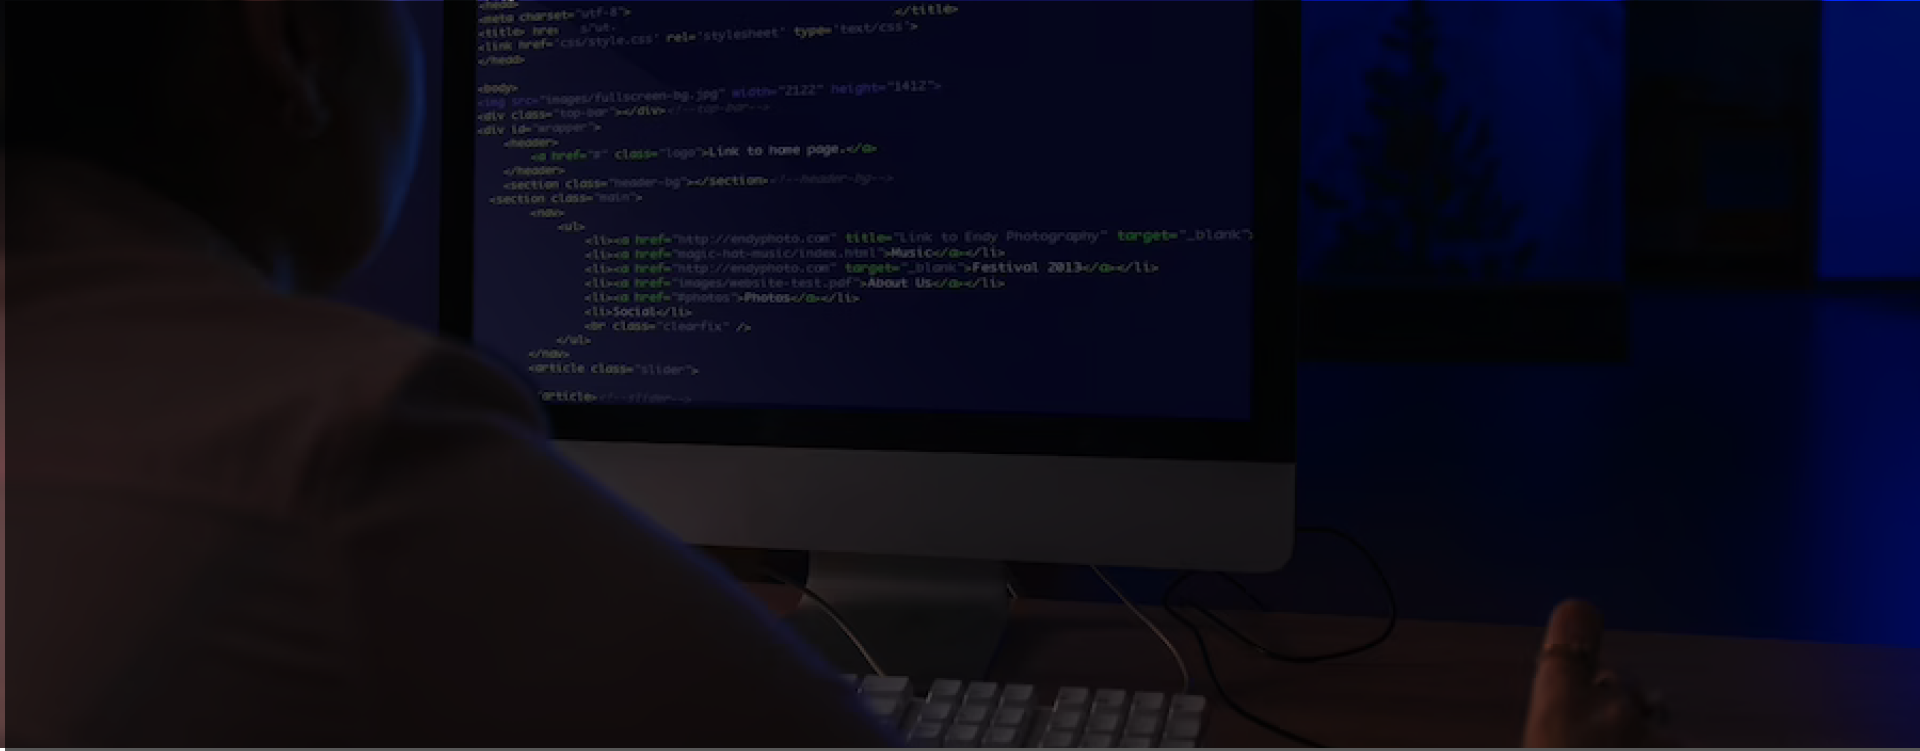 <head>
<meta charset="utf-8">
<title> </title>
<link href='css/style.css' rel='stylesheet' type='text/css'>
</head>
<body>
<img src="images/fullscreen-bg.jpg" width="2122" height="1412">
<div class="top-bar"></div><!--top-bar-->
<div id="wrapper">
<header>
<a href="#" class="logo">Link to home page.</a>
</header>
<section class="header-bg"></section><!--header-bg-->
<section class="main">
<nav>
<ul>
<li><a href="http://endyphoto.com" title="Link to Endy Photography" target="_blank">
<li><a href="magic-hat-music/index.html">Music</a></li>
<li><a href="http://endyphoto.com" target="_blank">Festival 2013</a></li>
<li><a href="images/website-test.pdf">About Us</a></li>
<li><a href="#photos">Photos</a></li>
<li>Social</li>
<br class="clearfix" />
</ul>
</nav>
<article class="slider">
article><!--slider-->